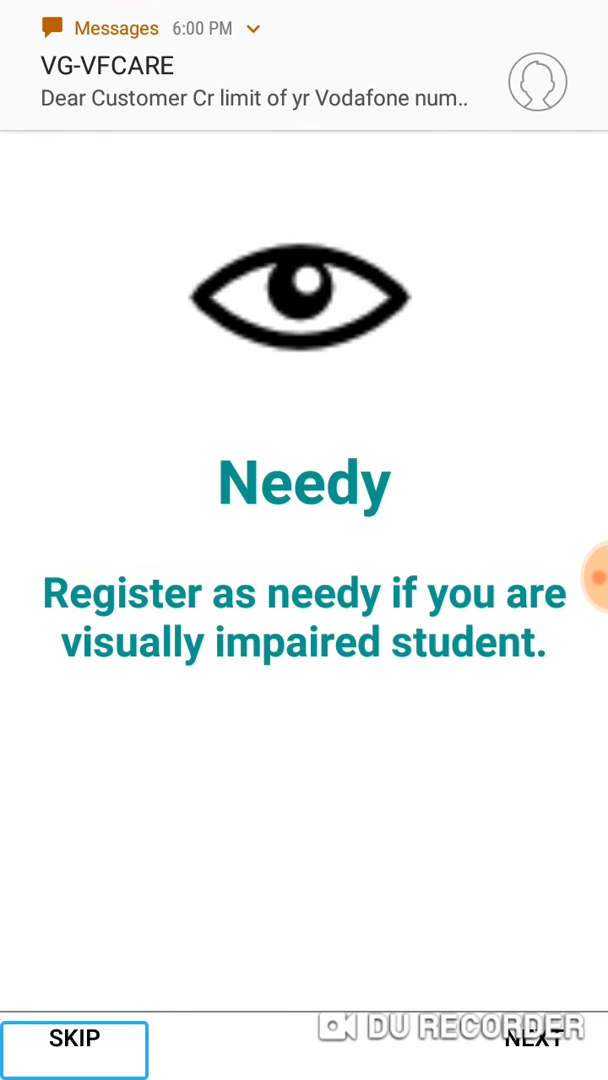 Messages 6:00 PM
VG-VFCARE
Dear Customer Cr limit of yr Vodafone num..
Needy
Register as needy if you are
visually impaired student.
SKIP
DU RECORDER
NEXT